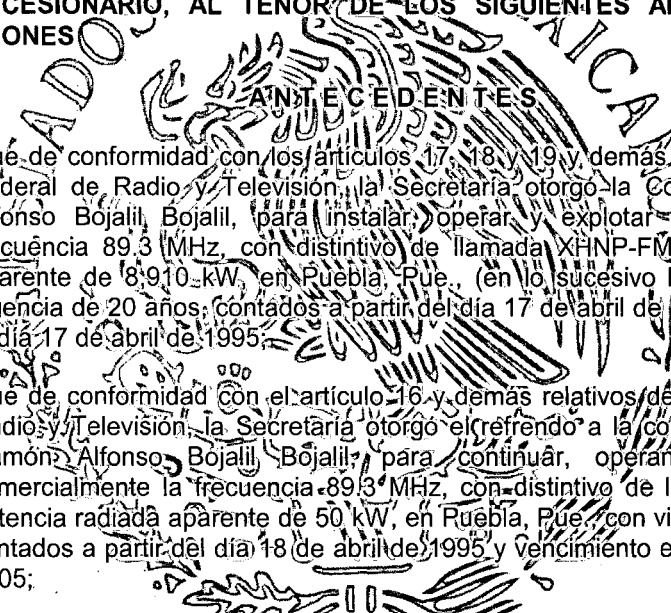 CESIONARIO, AL TENOR DE LOS SIGUIENTES
ONES
ADOS XICAN
ANTECEDENTES
ue de conformidad con los artículos 17, 18 y 19 y demás
deral de Radio y Televisión, la Secretaría otorgó la Co
onso Bojalil Bojalil, para instalar, operar y explotar
cuencia 89.3 MHz, con distintivo de llamada XHNP-FM
arente de 8.910 kW, en Puebla, Pue., (en lo sucesivo
gencia de 20 años, contados a partir del día 17 de abril de
día 17 de abril de 1995;
ue de conformidad con el artículo 16 y demás relativos de
adio y Televisión, la Secretaría otorgó el refrendo a la co
amón Alfonso Bojalil Bojalil, para continuar, operan
mercialmente la frecuencia 89.3 MHz, con distintivo de l
tencia radiada aparente de 50 kW, en Puebla, Pue., con vi
ntados a partir del día 18 de abril de 1995 y vencimiento e
05;